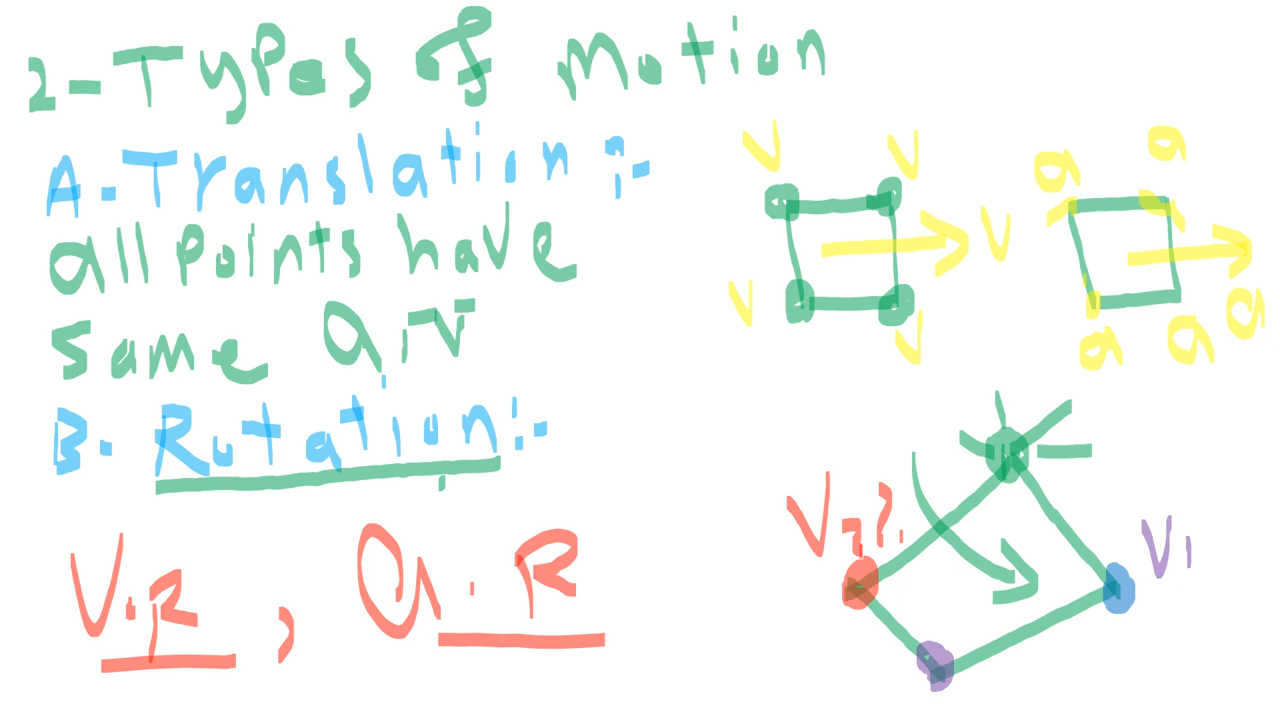 2-Types of motion
A. Translation :-
all points have
same a, v
B. Rotation :-
V.R , a.R
V V
V
V V
a a
a a a
V2?.
V1